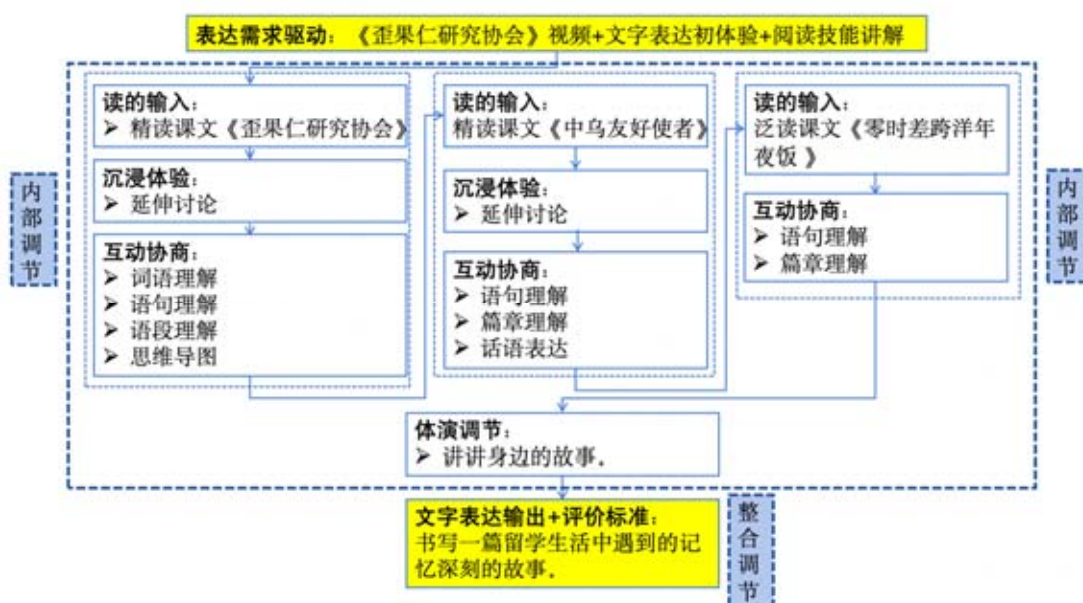 表达需求驱动：《歪果仁研究协会》视频+文字表达初体验+阅读技能讲解
内部调节
读的输入：
➢ 精读课文《歪果仁研究协会》
沉浸体验：
➢ 延伸讨论
互动协商：
➢ 词语理解
➢ 语句理解
➢ 语段理解
➢ 思维导图
读的输入：
精读课文《中乌友好使者》
沉浸体验：
➢ 延伸讨论
互动协商：
➢ 语句理解
➢ 篇章理解
➢ 话语表达
读的输入：
泛读课文《零时差跨洋年
夜饭》
互动协商：
➢ 语句理解
➢ 篇章理解
内部调节
体演调节：
➢ 讲讲身边的故事.
文字表达输出+评价标准：
书写一篇留学生活中遇到的记
忆深刻的故事.
整合调节